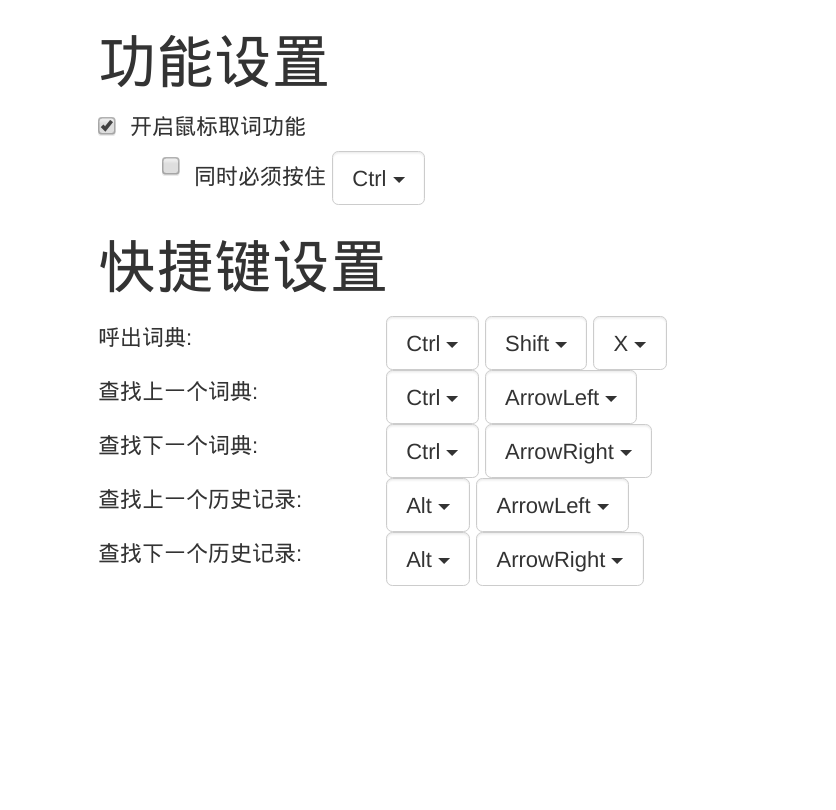 功能设置
开启鼠标取词功能
同时必须按住 Ctrl
快捷键设置
呼出词典: Ctrl Shift X
查找上一个词典: Ctrl ArrowLeft
查找下一个词典: Ctrl ArrowRight
查找上一个历史记录: Alt ArrowLeft
查找下一个历史记录: Alt ArrowRight